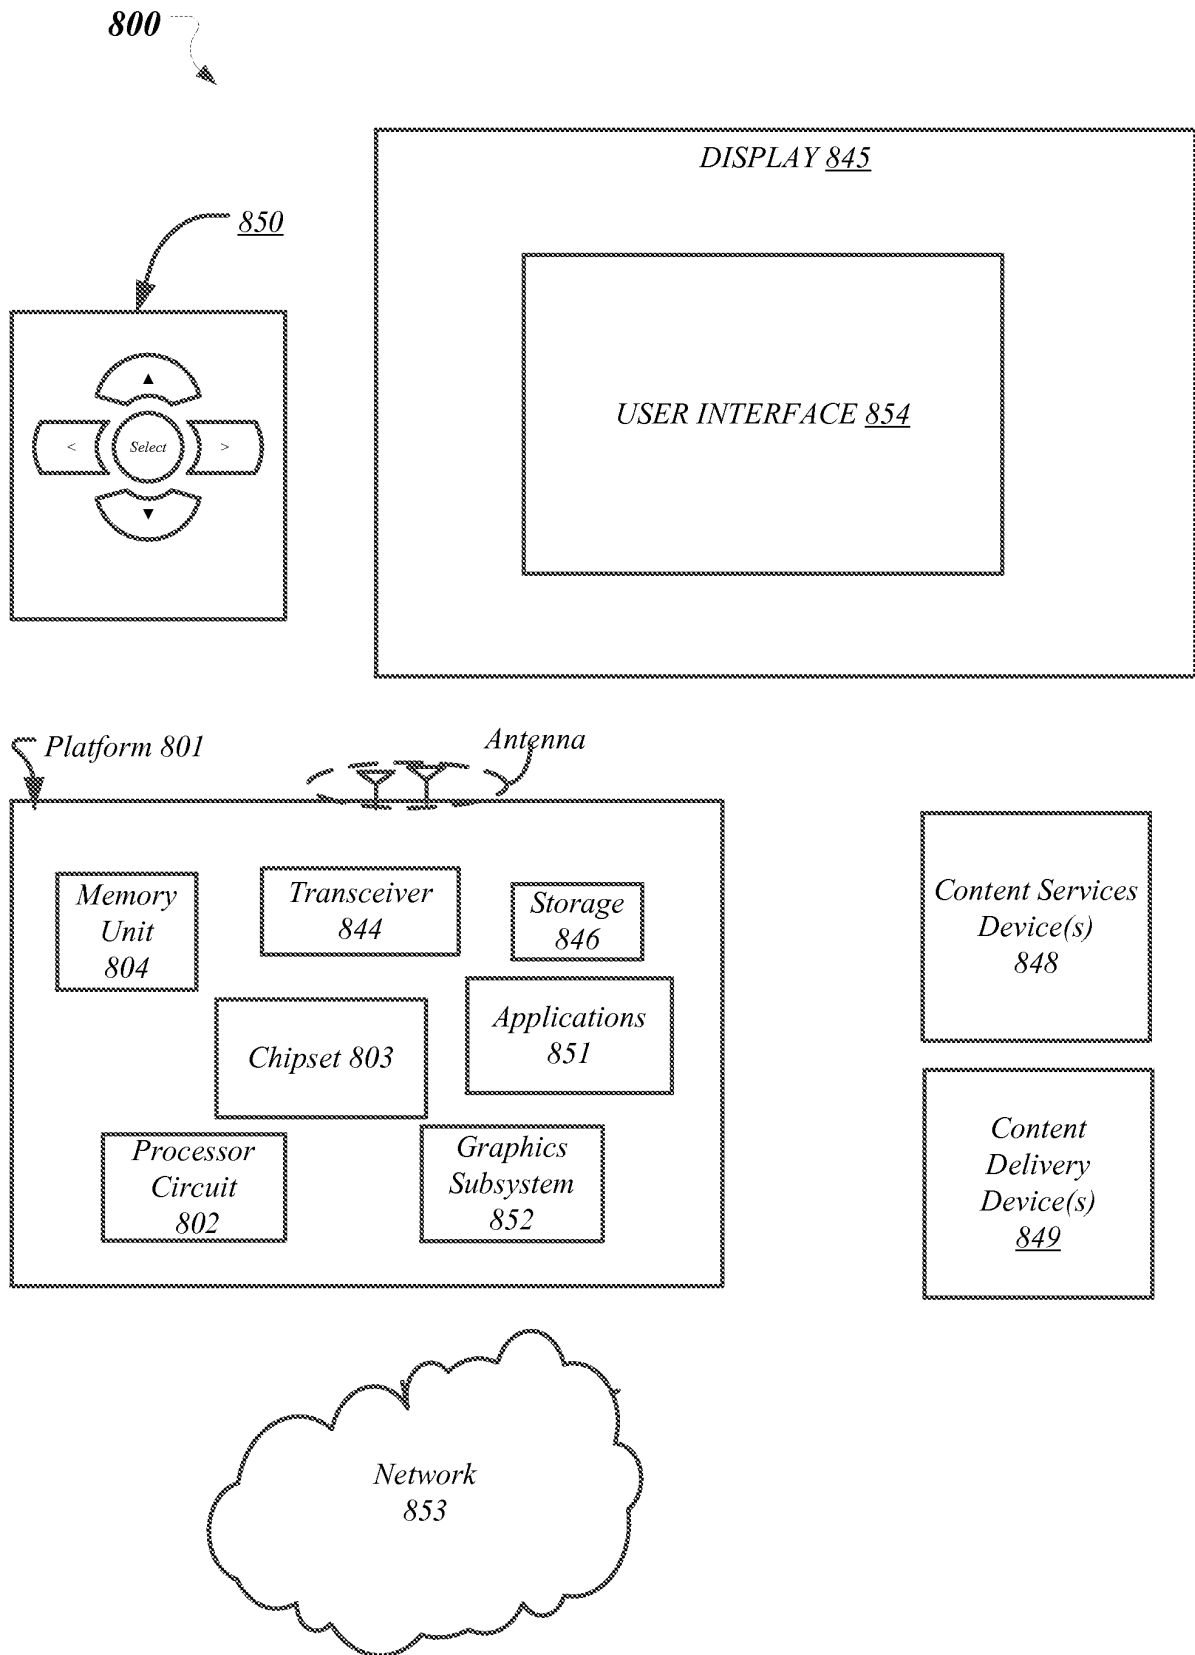 800
DISPLAY 845
850
USER INTERFACE 854
▲
< Select >
▼
Platform 801
Antenna
Memory
Unit
804
Transceiver
844
Storage
846
Chipset 803
Applications
851
Processor
Circuit
802
Graphics
Subsystem
852
Content Services
Device(s)
848
Content
Delivery
Device(s)
849
Network
853